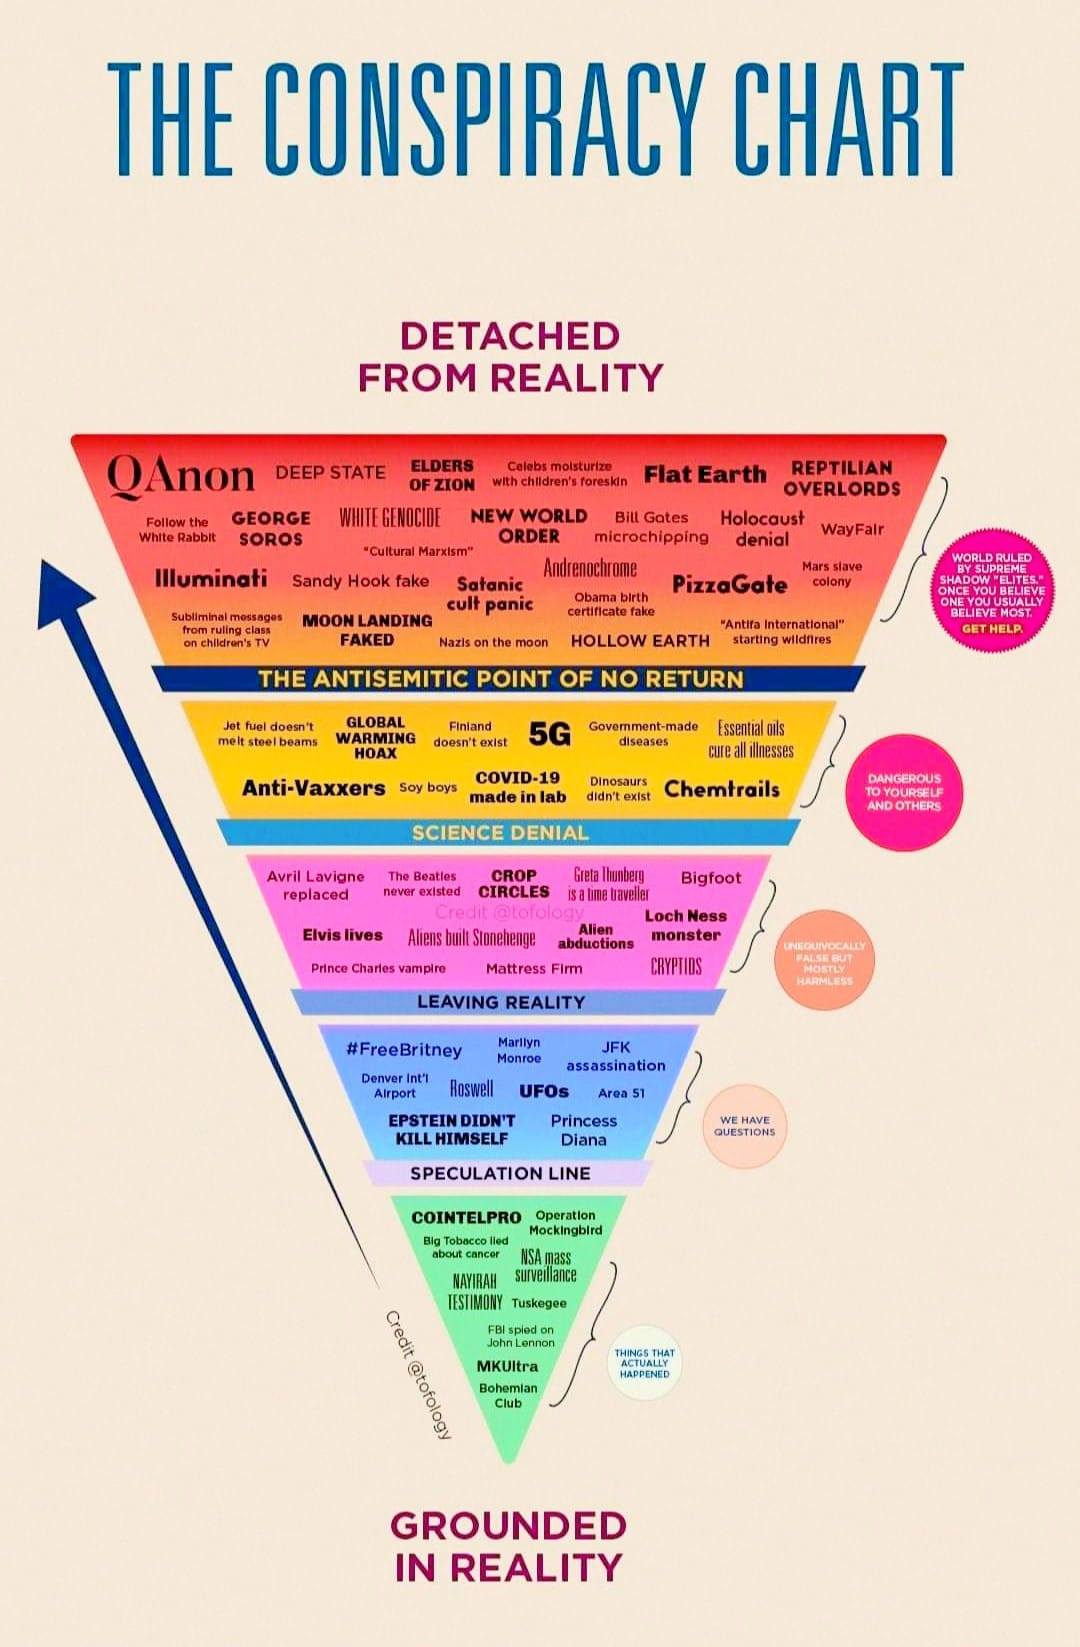 THE CONSPIRACY CHART
DETACHED
FROM REALITY
QAnon
DEEP STATE
ELDERS
OF ZION
Celebs moisturize
with children's foreskin
Flat Earth
REPTILIAN
OVERLORDS
Follow the
White Rabbit
GEORGE
SOROS
WHITE GENOCIDE
"Cultural Marxism"
NEW WORLD
ORDER
Bill Gates
microchipping
Holocaust
denial
WayFair
Illuminati
Sandy Hook fake
Satanic
cult panic
Andrenochrome
Obama birth
certificate fake
PizzaGate
Mars slave
colony
Subliminal messages
from ruling class
on children's TV
MOON LANDING
FAKED
Nazis on the moon
HOLLOW EARTH
"Antifa International"
starting wildfires
WORLD RULED
BY SUPREME
SHADOW "ELITES."
ONCE YOU BELIEVE
ONE YOU USUALLY
BELIEVE MOST.
GET HELP.
THE ANTISEMITIC POINT OF NO RETURN
Jet fuel doesn't
melt steel beams
GLOBAL
WARMING
HOAX
Finland
doesn't exist
5G
Government-made
diseases
Essential oils
cure all illnesses
Anti-Vaxxers
Soy boys
COVID-19
made in lab
Dinosaurs
didn't exist
Chemtrails
DANGEROUS
TO YOURSELF
AND OTHERS
SCIENCE DENIAL
Avril Lavigne
replaced
The Beatles
never existed
CROP
CIRCLES
Greta Thunberg
is a time traveller
Bigfoot
Credit @tofology
Elvis lives
Aliens built Stonehenge
Alien
abductions
Loch Ness
monster
Prince Charles vampire
Mattress Firm
CRYPTIDS
UNEQUIVOCALLY
FALSE BUT
MOSTLY
HARMLESS
LEAVING REALITY
#FreeBritney
Marilyn
Monroe
JFK
assassination
Denver Int'l
Airport
Roswell
UFOs
Area 51
EPSTEIN DIDN'T
KILL HIMSELF
Princess
Diana
WE HAVE
QUESTIONS
SPECULATION LINE
COINTELPRO
Operation
Mockingbird
Big Tobacco lied
about cancer
NSA mass
surveillance
NAYIRAH
TESTIMONY
Tuskegee
FBI spied on
John Lennon
MKUltra
Bohemian
Club
THINGS THAT
ACTUALLY
HAPPENED
Credit @tofology
GROUNDED
IN REALITY